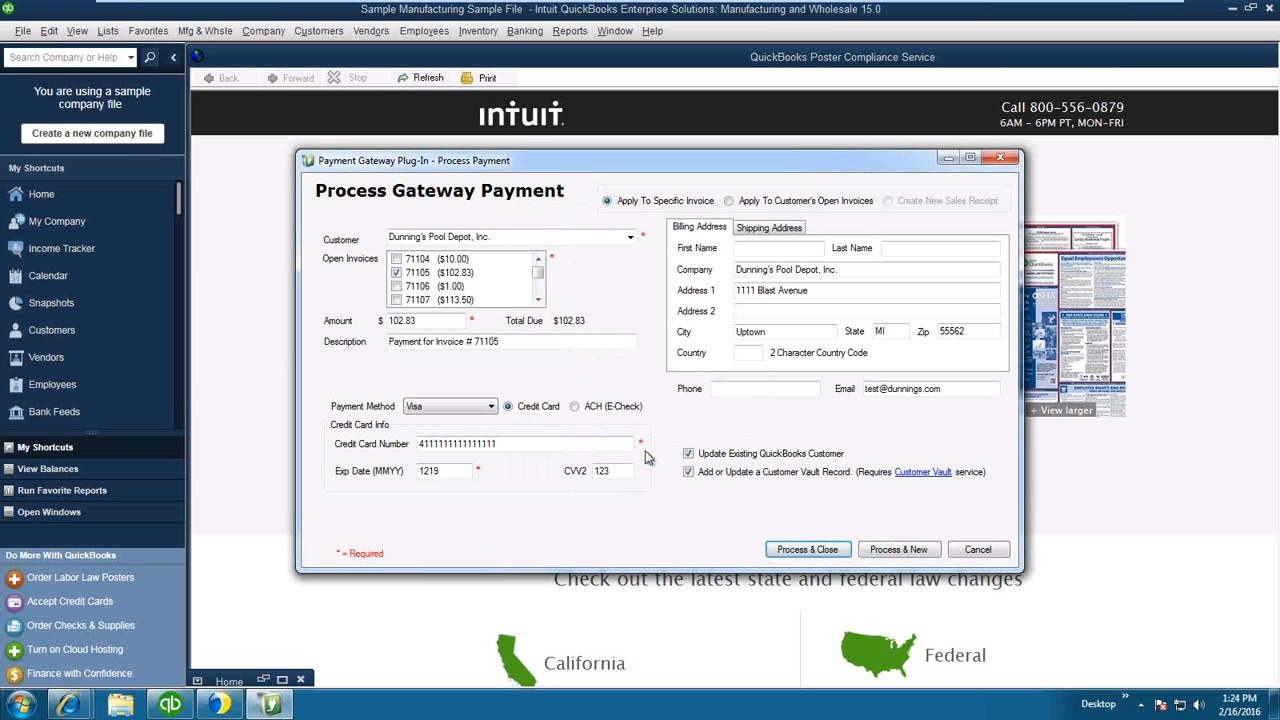 Sample Manufacturing Sample File - Intuit QuickBooks Enterprise Solutions: Manufacturing and Wholesale 15.0
File Edit View Lists Favorites Mfg & Whsle Company Customers Vendors Employees Inventory Banking Reports Window Help
Search Company or Help
QuickBooks Poster Compliance Service
Back Forward Stop Refresh Print
You are using a sample
company file
Create a new company file
intuit.
Call 800-556-0879
6AM - 6PM PT, MON-FRI
My Shortcuts
Home
My Company
Income Tracker
Calendar
Snapshots
Customers
Vendors
Employees
Bank Feeds
My Shortcuts
View Balances
Run Favorite Reports
Open Windows
Do More With QuickBooks
Order Labor Law Posters
Accept Credit Cards
Order Checks & Supplies
Turn on Cloud Hosting
Finance with Confidence
Payment Gateway Plug-In - Process Payment
Process Gateway Payment
Apply To Specific Invoice Apply To Customer's Open Invoices Create New Sales Receipt
Customer Dunning's Pool Depot, Inc. *
Open Invoices 71104 ($10.00) *
71105 ($102.83)
71106 ($1.00)
71107 ($113.50)
Amount $ 102.83 * Total Due $102.83
Description Payment for Invoice # 71105
Payment Method Visa Credit Card ACH (E-Check)
Credit Card Info
Credit Card Number 4111111111111111 *
Exp Date (MMYY) 1219 * CVV2 123
* = Required
Billing Address Shipping Address
First Name Last Name
Company Dunning's Pool Depot, Inc.
Address 1 1111 Blast Avenue
Address 2
City Uptown State MI Zip 55562
Country 2 Character Country Code
Phone Email test@dunnings.com
Update Existing QuickBooks Customer
Add or Update a Customer Vault Record. (Requires Customer Vault service)
Process & Close Process & New Cancel
+ View larger
Check out the latest state and federal law changes
California
Federal
Home
Desktop
1:24 PM
2/16/2016